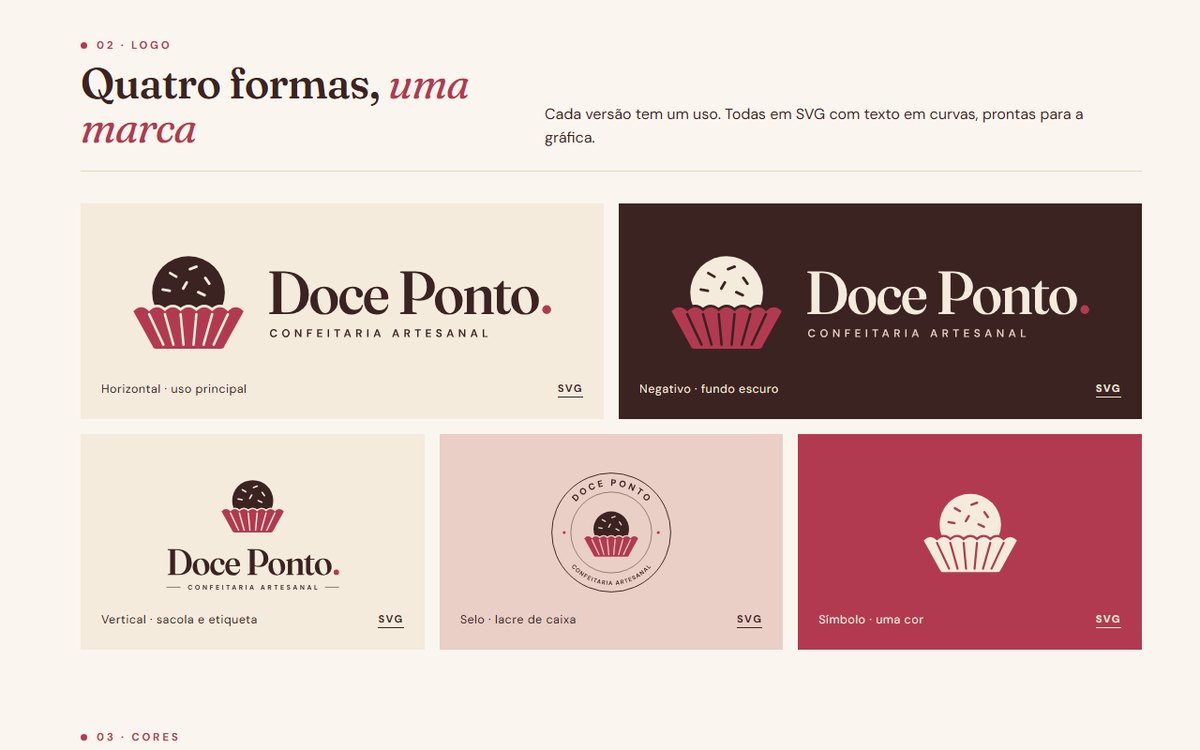 02 · LOGO
Quatro formas, uma
marca
Cada versão tem um uso. Todas em SVG com texto em curvas, prontas para a
gráfica.
Doce Ponto.
CONFEITARIA ARTESANAL
Horizontal · uso principal
SVG
Doce Ponto.
CONFEITARIA ARTESANAL
Negativo · fundo escuro
SVG
Doce Ponto.
CONFEITARIA ARTESANAL
Vertical · sacola e etiqueta
SVG
DOCE PONTO
CONFEITARIA ARTESANAL
Selo · lacre de caixa
SVG
Símbolo · uma cor
SVG
03 · CORES